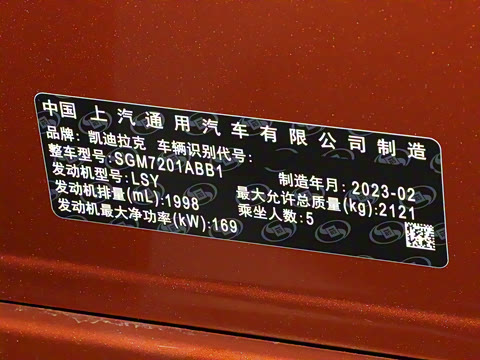 中国 上汽通用汽车有限公司制造
品牌: 凯迪拉克 车辆识别代号:
整车型号:SGM7201ABB1 制造年月: 2023-02
发动机型号:LSY 最大允许总质量(kg):2121
发动机排量(mL):1998 乘坐人数:5
发动机最大净功率(kW):169